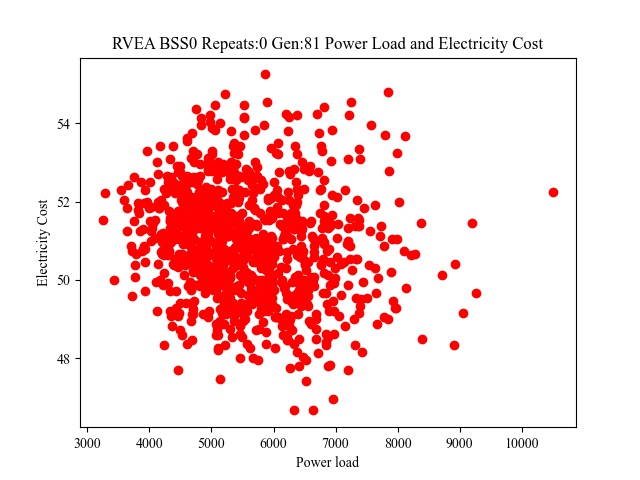 RVEA BSS0 Repeats:0 Gen:81 Power Load and Electricity Cost
Electricity Cost
54
52
50
48
3000 4000 5000 6000 7000 8000 9000 10000
Power load